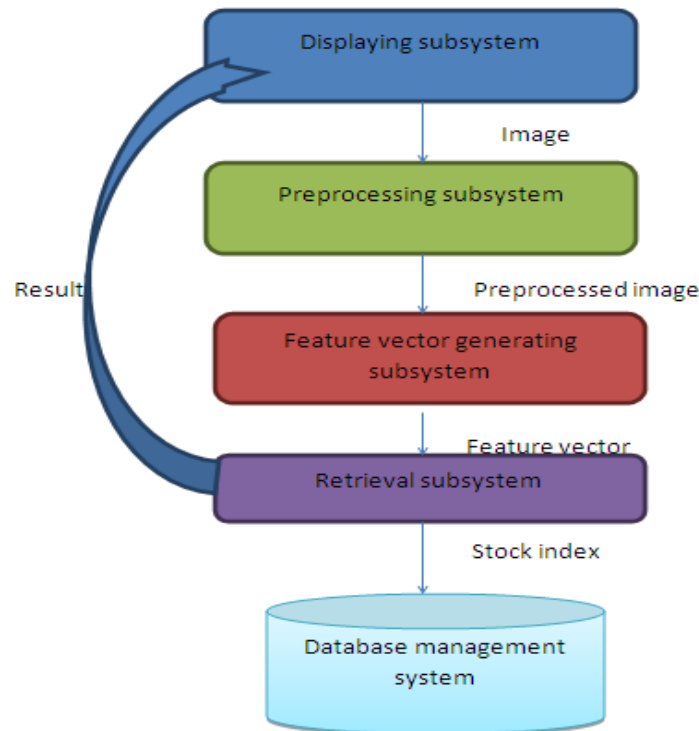 Displaying subsystem
Image
Preprocessing subsystem
Result
Preprocessed image
Feature vector generating
subsystem
Feature vector
Retrieval subsystem
Stock index
Database management
system